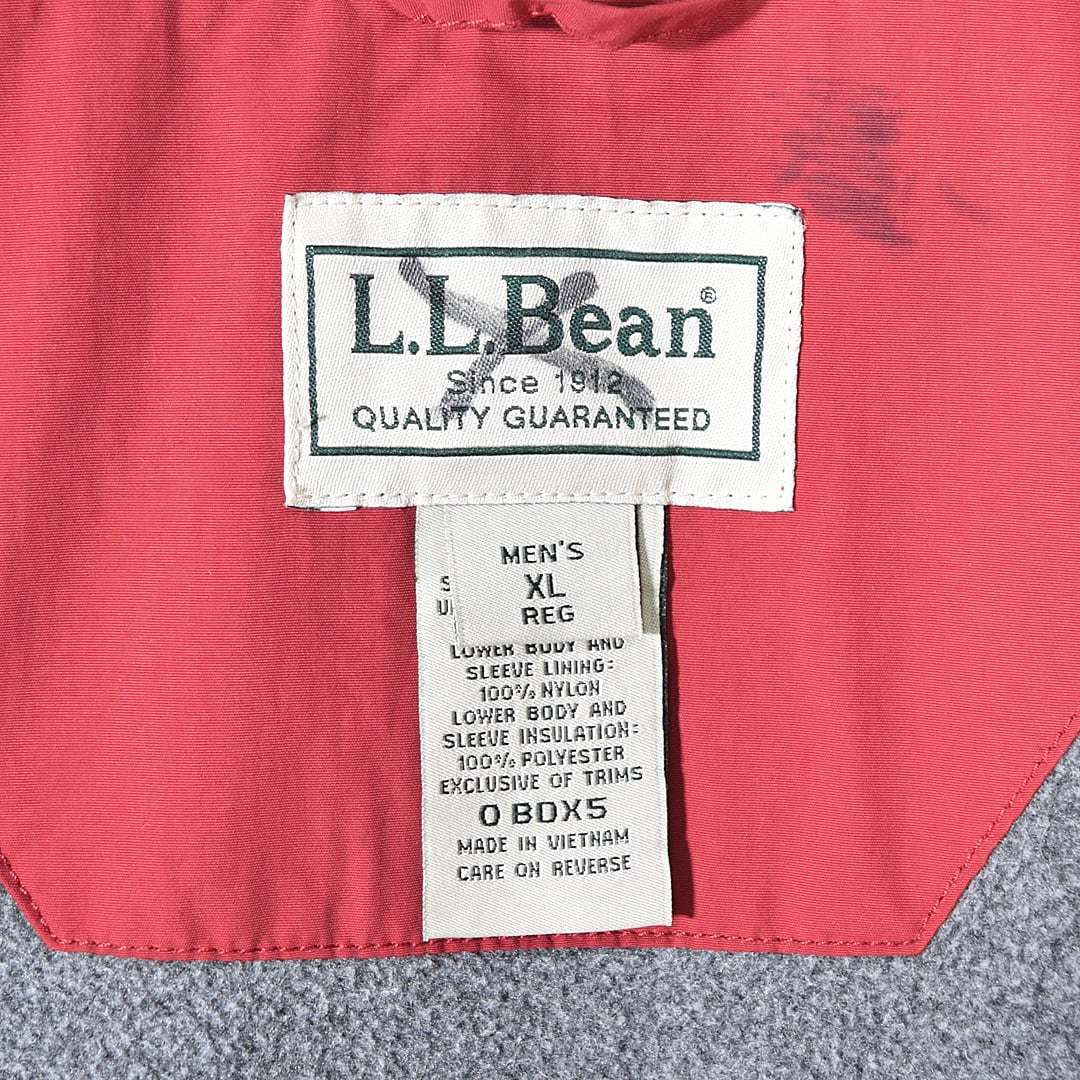 L.L.Bean®
Since 1912
QUALITY GUARANTEED
MEN'S
XL
REG
LOWER BODY AND
SLEEVE LINING:
100% NYLON
LOWER BODY AND
SLEEVE INSULATION:
100% POLYESTER
EXCLUSIVE OF TRIMS
0 BDX5
MADE IN VIETNAM
CARE ON REVERSE